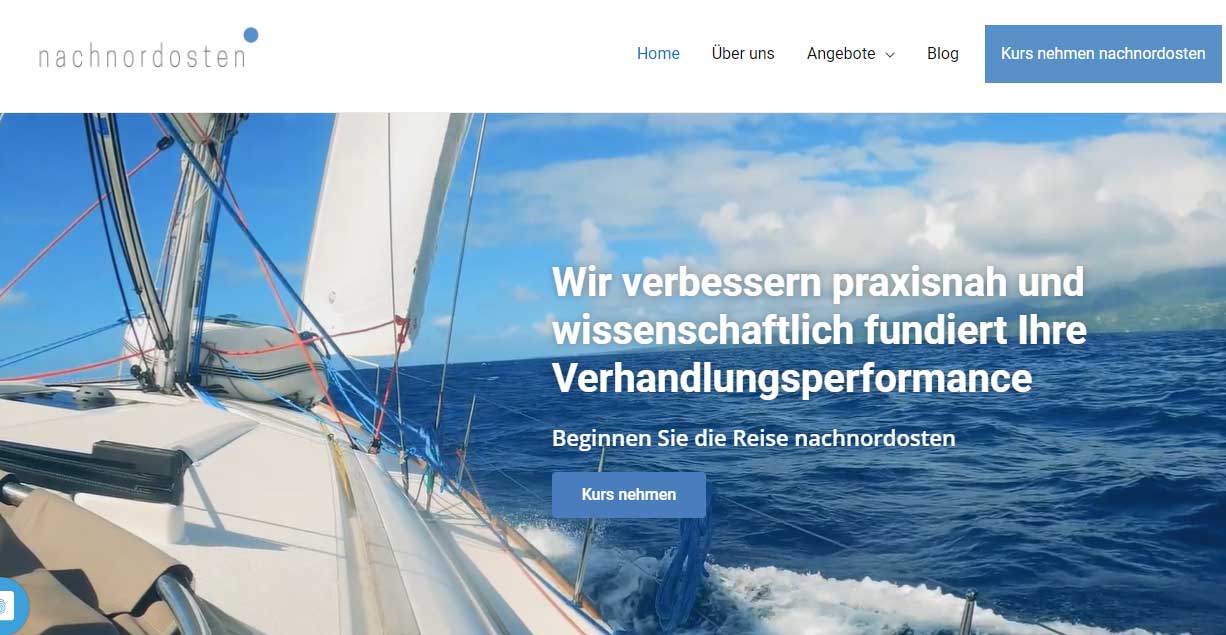 nachnordosten
Home Über uns Angebote Blog Kurs nehmen nachnordosten
Wir verbessern praxisnah und
wissenschaftlich fundiert Ihre
Verhandlungsperformance
Beginnen Sie die Reise nachnordosten
Kurs nehmen